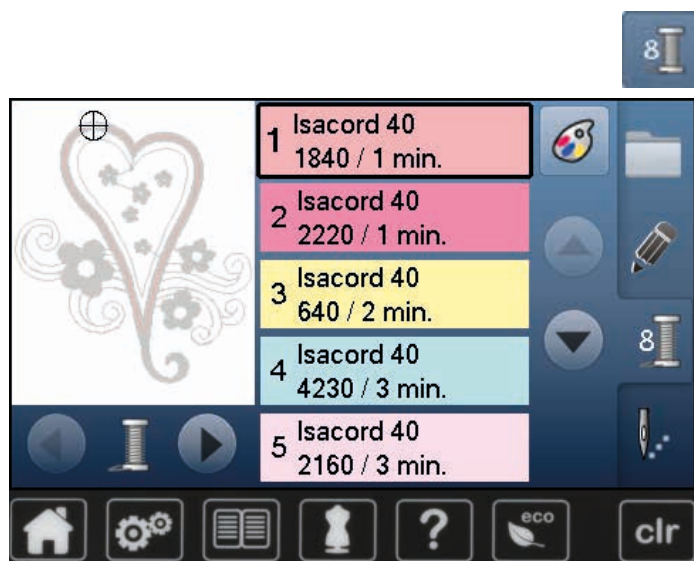 8
1 Isacord 40
1840 / 1 min.
2 Isacord 40
2220 / 1 min.
3 Isacord 40
640 / 2 min.
8
4 Isacord 40
4230 / 3 min.
5 Isacord 40
2160 / 3 min.
?
eco
clr